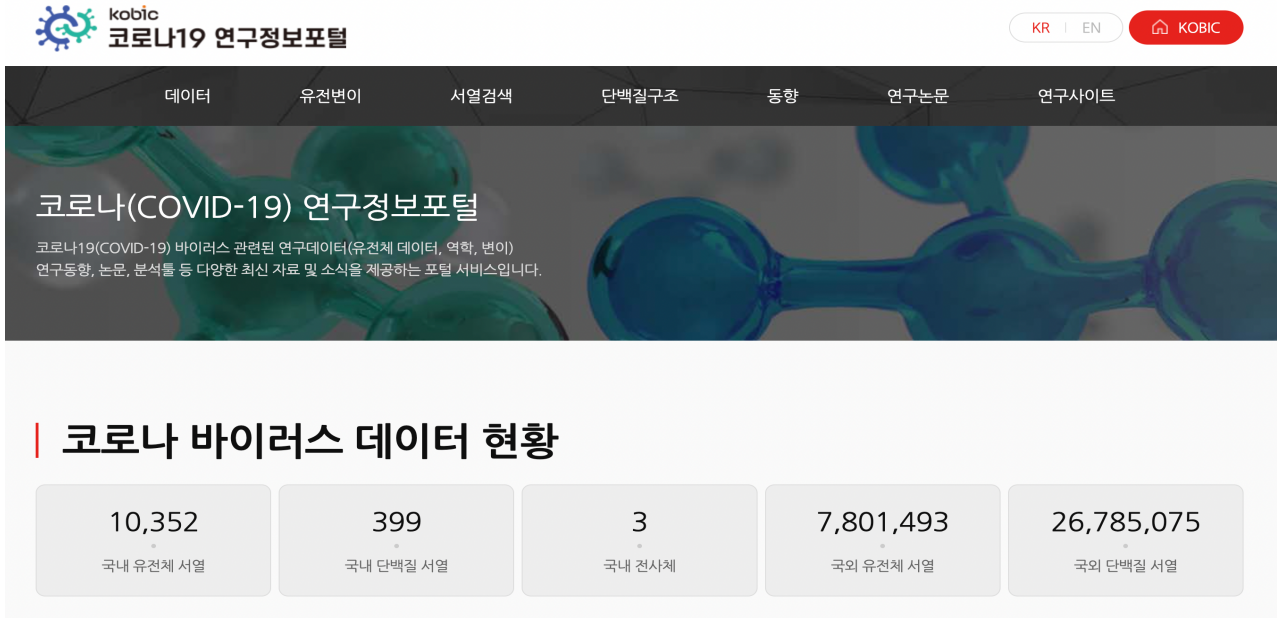 kobic
코로나19 연구정보포털
KR | EN
KOBIC
데이터 유전변이 서열검색 단백질구조 동향 연구논문 연구사이트
코로나(COVID-19) 연구정보포털
코로나19(COVID-19) 바이러스 관련된 연구데이터(유전체 데이터, 역학, 변이)
연구동향, 논문, 분석툴 등 다양한 최신 자료 및 소식을 제공하는 포털 서비스입니다.
코로나 바이러스 데이터 현황
10,352
국내 유전체 서열
399
국내 단백질 서열
3
국내 전사체
7,801,493
국외 유전체 서열
26,785,075
국외 단백질 서열